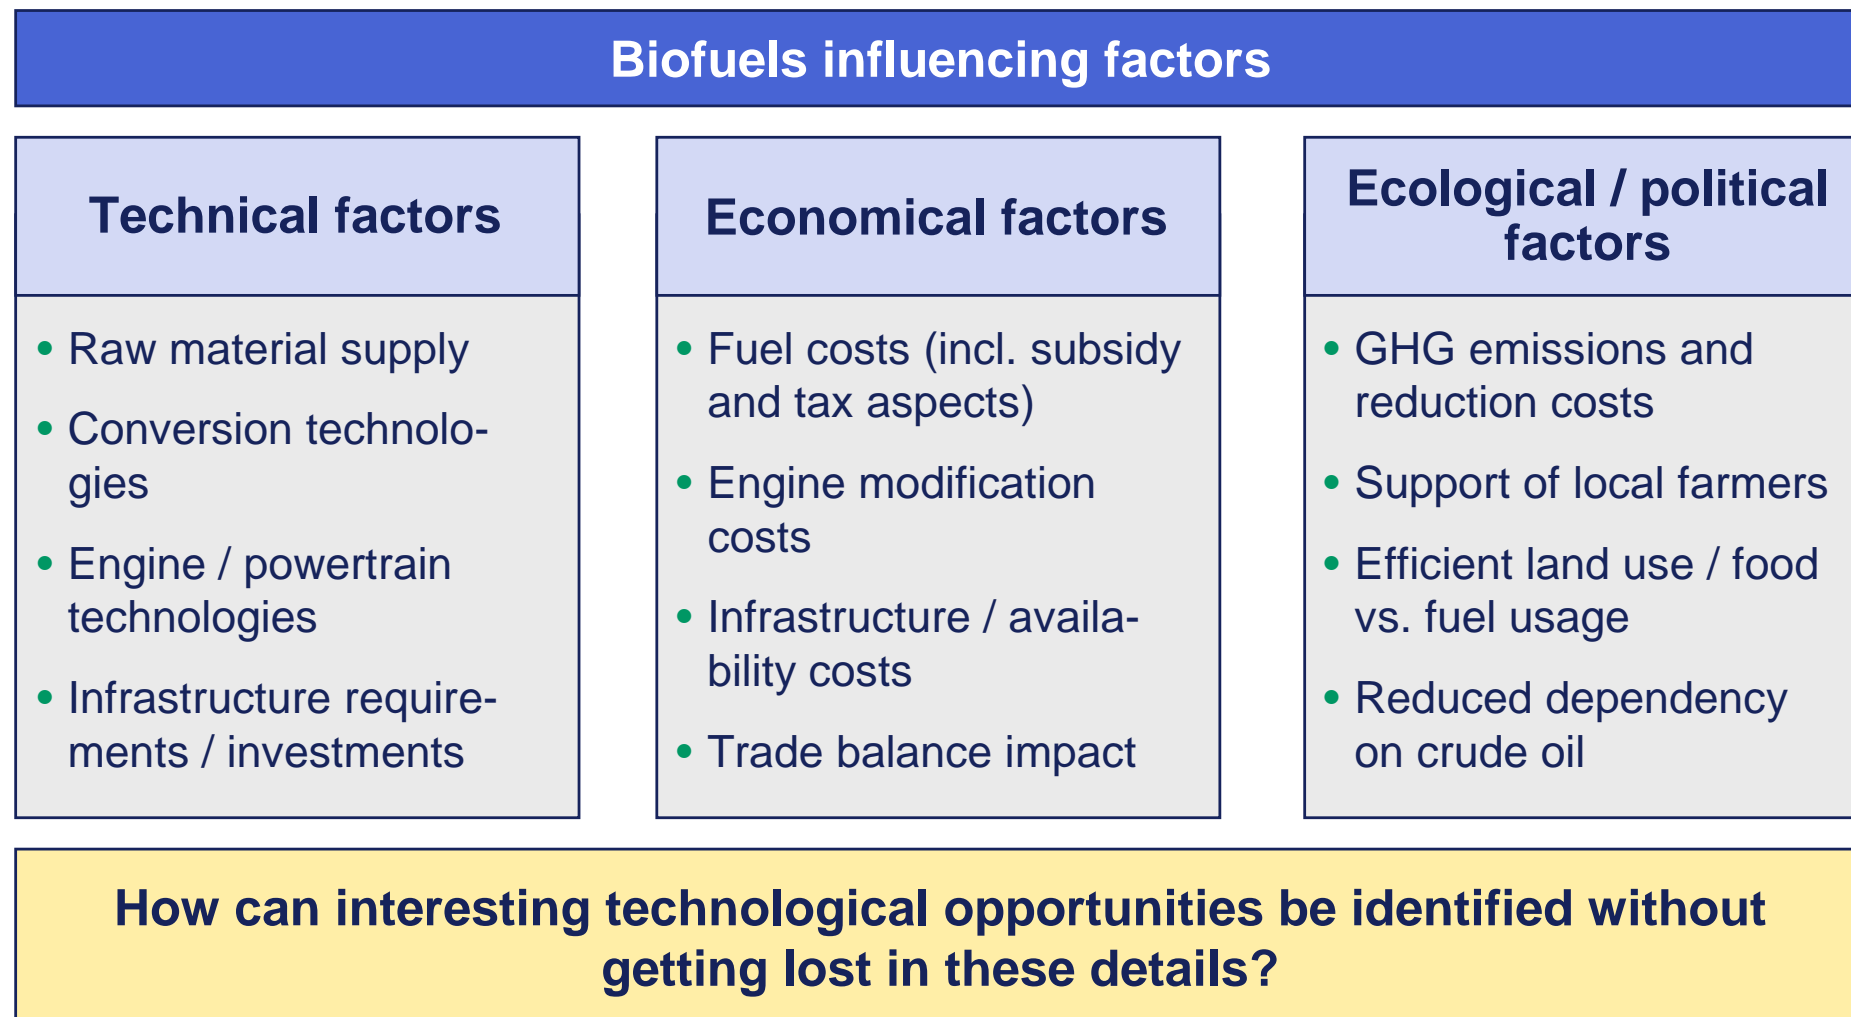 Biofuels influencing factors
Technical factors
• Raw material supply
• Conversion technolo-
gies
• Engine / powertrain
technologies
• Infrastructure require-
ments / investments
Economical factors
• Fuel costs (incl. subsidy
and tax aspects)
• Engine modification
costs
• Infrastructure / availa-
bility costs
• Trade balance impact
Ecological / political
factors
• GHG emissions and
reduction costs
• Support of local farmers
• Efficient land use / food
vs. fuel usage
• Reduced dependency
on crude oil
How can interesting technological opportunities be identified without
getting lost in these details?